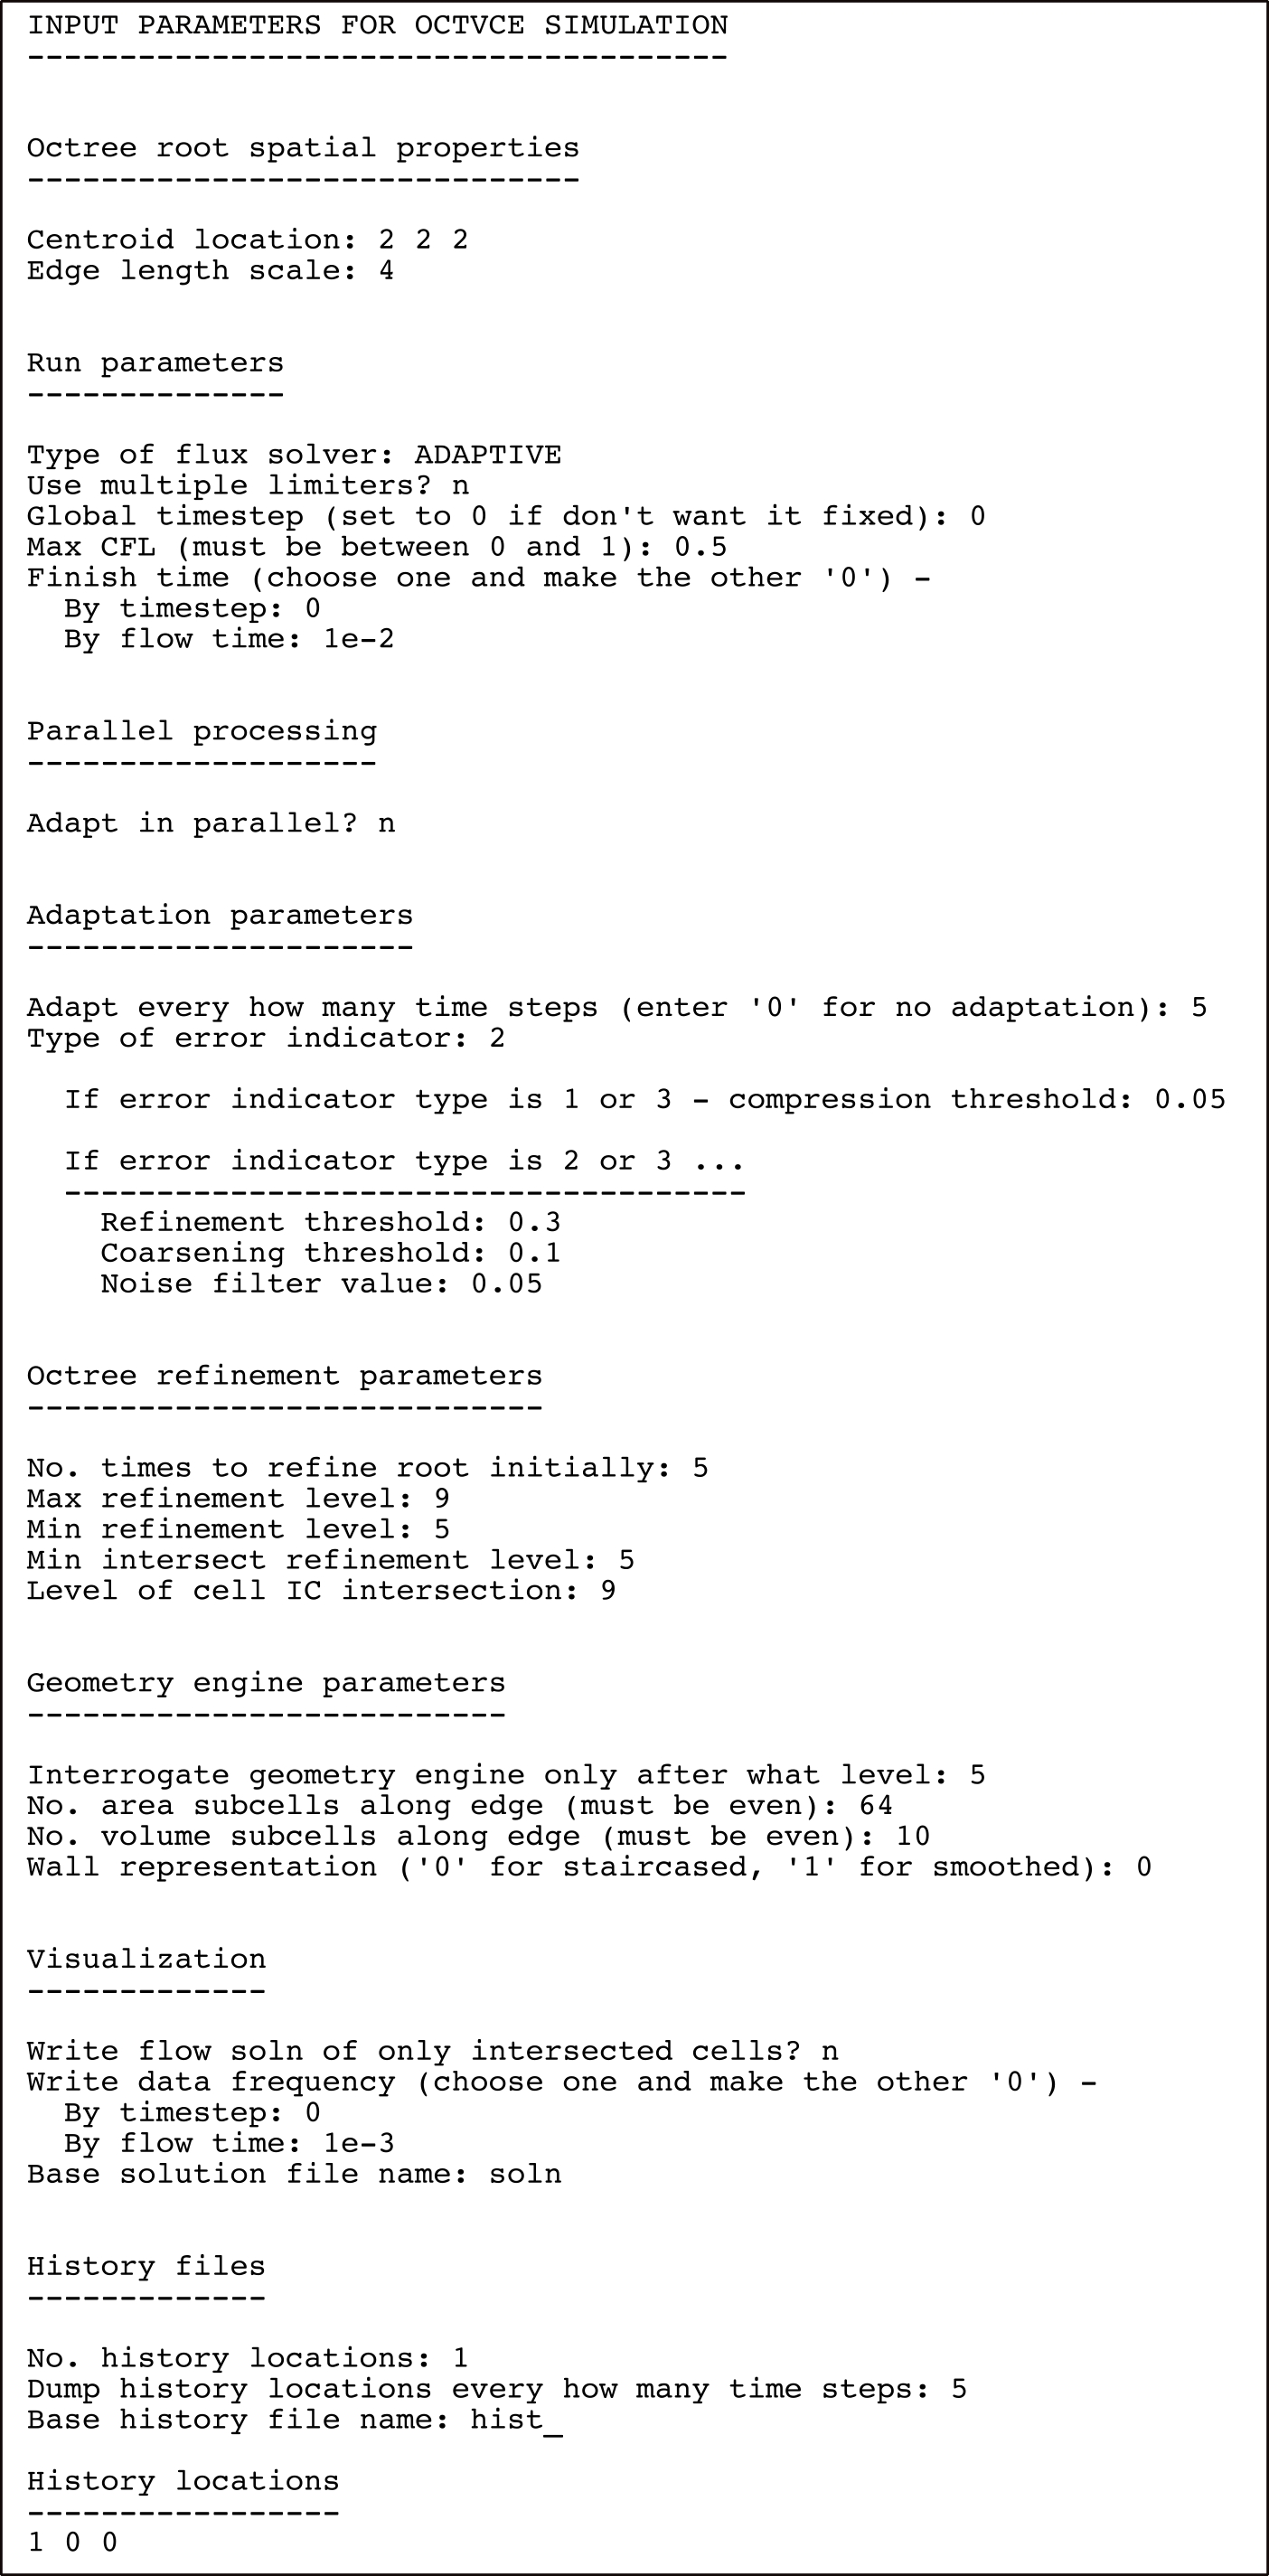 INPUT PARAMETERS FOR OCTVCE SIMULATION
--------------------------------------
Octree root spatial properties
------------------------------
Centroid location: 2 2 2
Edge length scale: 4
Run parameters
--------------
Type of flux solver: ADAPTIVE
Use multiple limiters? n
Global timestep (set to 0 if don't want it fixed): 0
Max CFL (must be between 0 and 1): 0.5
Finish time (choose one and make the other '0') -
  By timestep: 0
  By flow time: 1e-2
Parallel processing
-------------------
Adapt in parallel? n
Adaptation parameters
---------------------
Adapt every how many time steps (enter '0' for no adaptation): 5
Type of error indicator: 2
  If error indicator type is 1 or 3 - compression threshold: 0.05
  If error indicator type is 2 or 3 ...
  -------------------------------------
    Refinement threshold: 0.3
    Coarsening threshold: 0.1
    Noise filter value: 0.05
Octree refinement parameters
----------------------------
No. times to refine root initially: 5
Max refinement level: 9
Min refinement level: 5
Min intersect refinement level: 5
Level of cell IC intersection: 9
Geometry engine parameters
--------------------------
Interrogate geometry engine only after what level: 5
No. area subcells along edge (must be even): 64
No. volume subcells along edge (must be even): 10
Wall representation ('0' for staircased, '1' for smoothed): 0
Visualization
-------------
Write flow soln of only intersected cells? n
Write data frequency (choose one and make the other '0') -
  By timestep: 0
  By flow time: 1e-3
Base solution file name: soln
History files
-------------
No. history locations: 1
Dump history locations every how many time steps: 5
Base history file name: hist_
History locations
-----------------
1 0 0